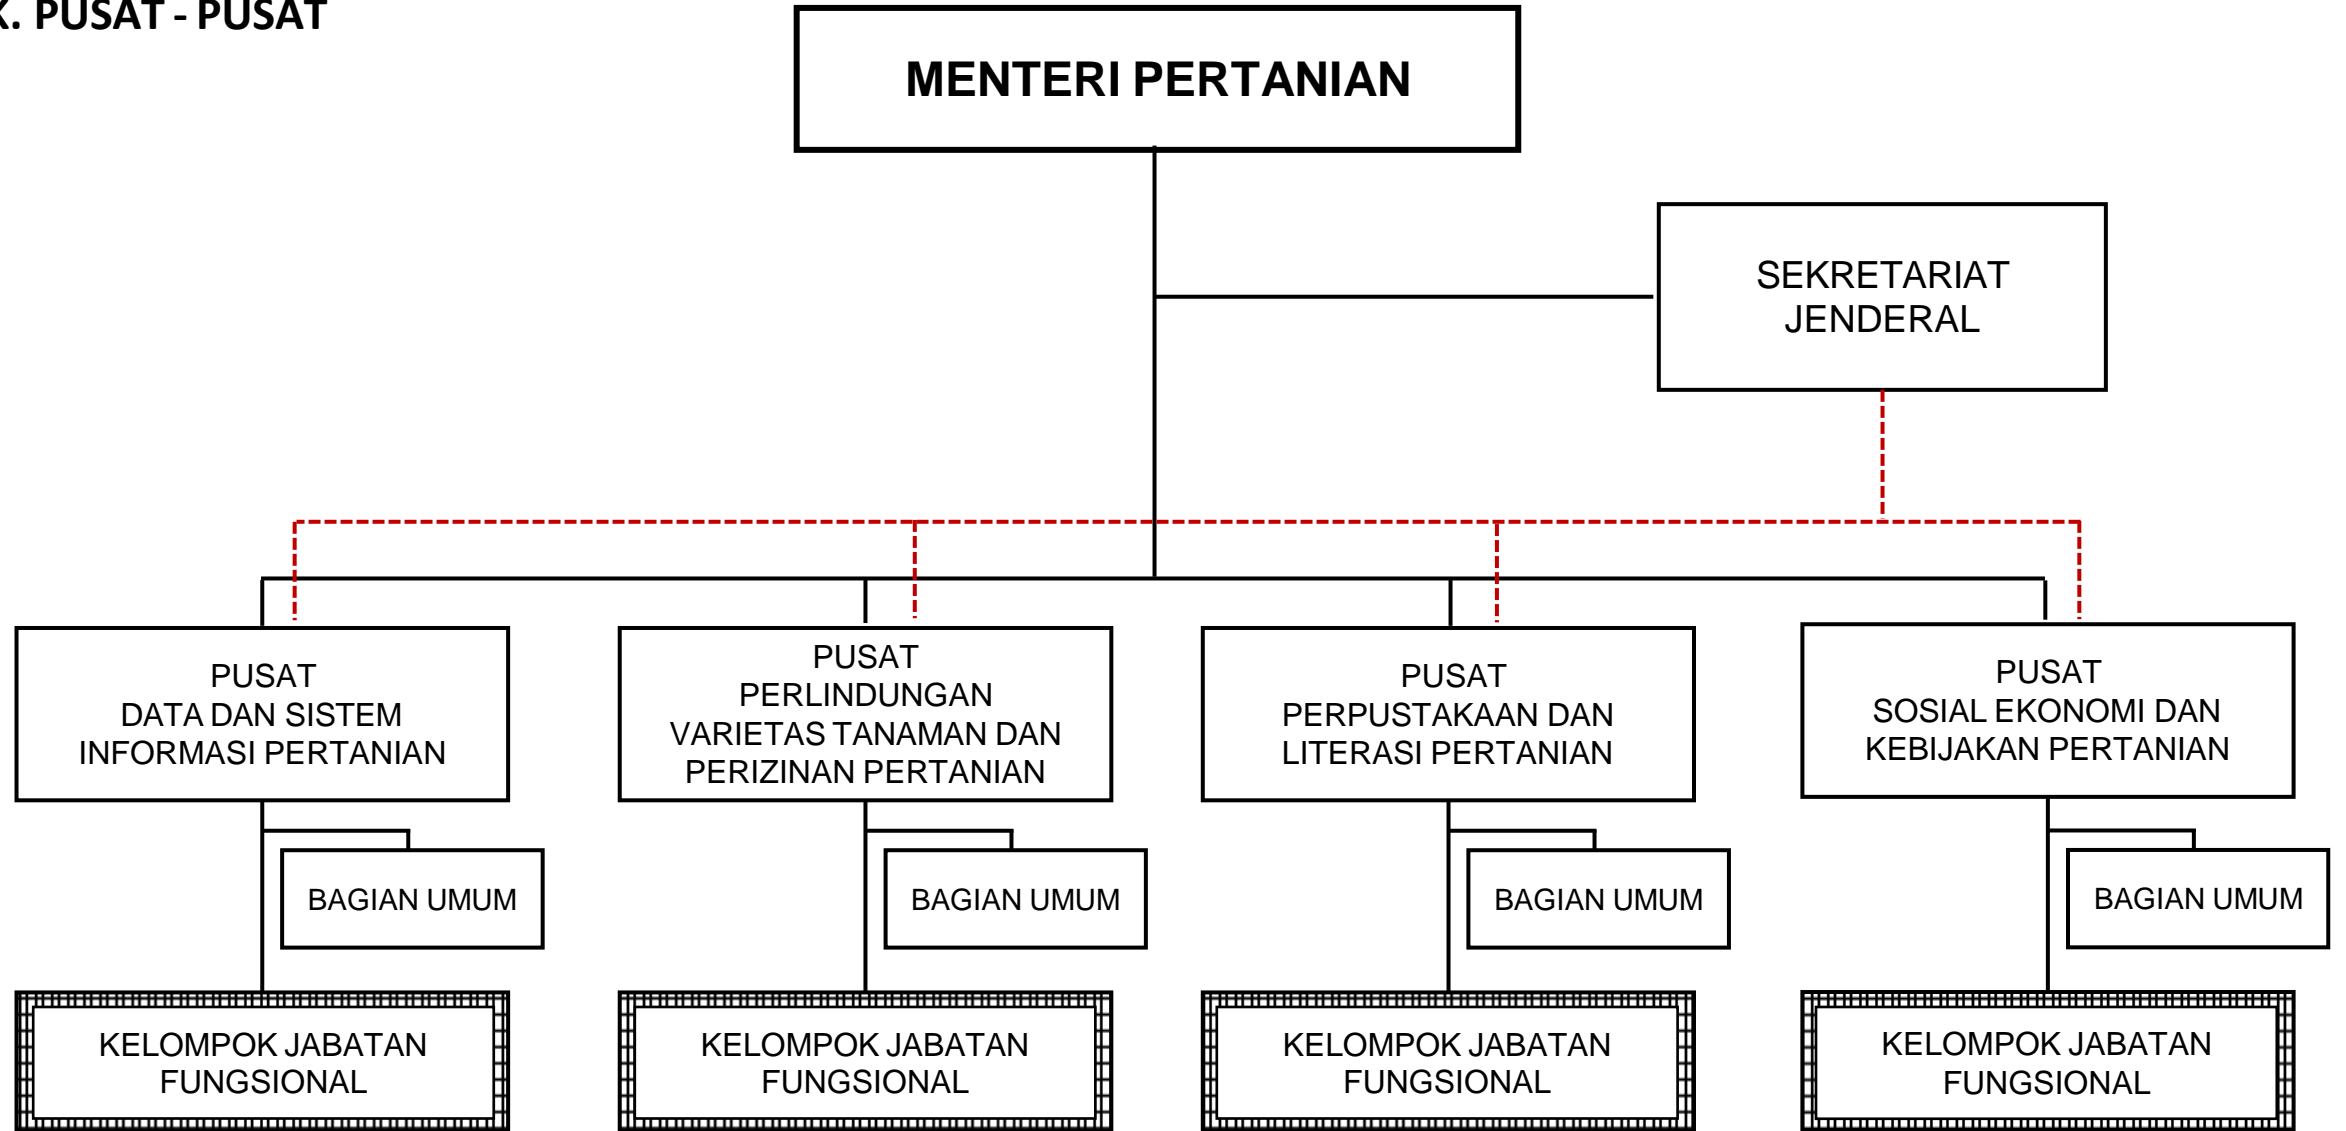 K. PUSAT - PUSAT
MENTERI PERTANIAN
SEKRETARIAT
JENDERAL
PUSAT
DATA DAN SISTEM
INFORMASI PERTANIAN
PUSAT
PERLINDUNGAN
VARIETAS TANAMAN DAN
PERIZINAN PERTANIAN
PUSAT
PERPUSTAKAAN DAN
LITERASI PERTANIAN
PUSAT
SOSIAL EKONOMI DAN
KEBIJAKAN PERTANIAN
BAGIAN UMUM
BAGIAN UMUM
BAGIAN UMUM
BAGIAN UMUM
KELOMPOK JABATAN
FUNGSIONAL
KELOMPOK JABATAN
FUNGSIONAL
KELOMPOK JABATAN
FUNGSIONAL
KELOMPOK JABATAN
FUNGSIONAL